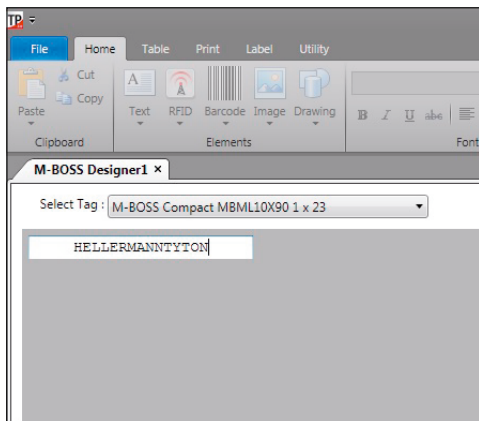 TP
File Home Table Print Label Utility
Paste
Cut
Copy
Clipboard
A
Text RFID Barcode Image Drawing
Elements
B I U abc
Font
M-BOSS Designer1 ×
Select Tag : M-BOSS Compact MBML10X90 1 x 23
HELLERMANNTYTON